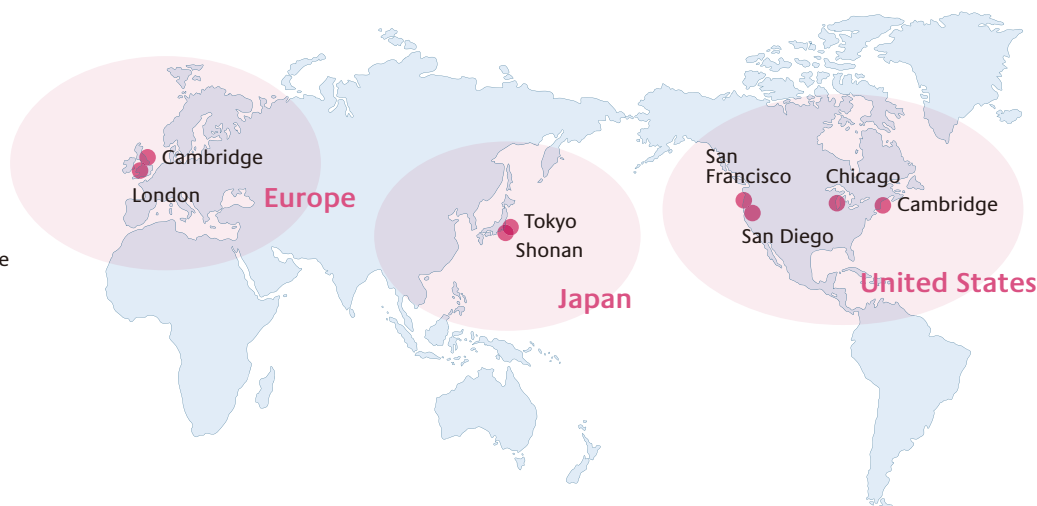 Cambridge
London
Europe
Tokyo
Shonan
Japan
San
Francisco
Chicago
Cambridge
San Diego
United States
e